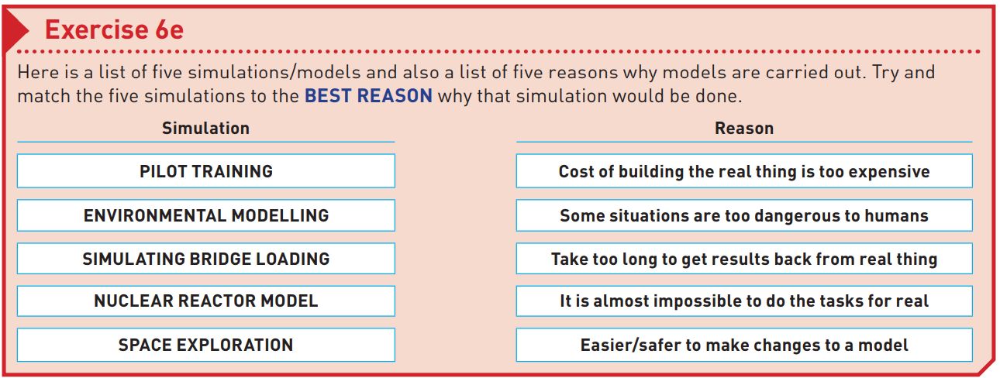 Exercise 6e
Here is a list of five simulations/models and also a list of five reasons why models are carried out. Try and
match the five simulations to the BEST REASON why that simulation would be done.
Simulation
Reason
PILOT TRAINING
Cost of building the real thing is too expensive
ENVIRONMENTAL MODELLING
Some situations are too dangerous to humans
SIMULATING BRIDGE LOADING
Take too long to get results back from real thing
NUCLEAR REACTOR MODEL
It is almost impossible to do the tasks for real
SPACE EXPLORATION
Easier/safer to make changes to a model